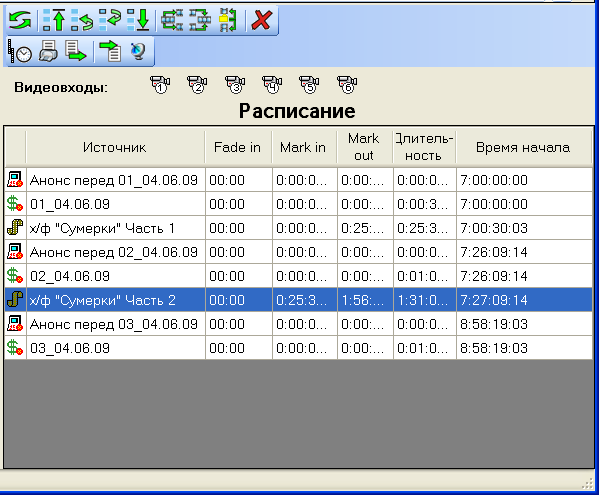 Видеовходы: 1 2 3 4 5 6
Расписание
Источник Fade in Mark in Mark out Длитель-ность Время начала
Анонс перед 01_04.06.09 00:00 0:00:0... 0:00:... 0:00:0... 7:00:00:00
01_04.06.09 00:00 0:00:0... 0:00:... 0:00:3... 7:00:00:00
х/ф "Сумерки" Часть 1 00:00 0:00:0... 0:25:... 0:25:3... 7:00:30:03
Анонс перед 02_04.06.09 00:00 0:00:0... 0:00:... 0:00:0... 7:26:09:14
02_04.06.09 00:00 0:00:0... 0:00:... 0:01:0... 7:26:09:14
х/ф "Сумерки" Часть 2 00:00 0:25:3... 1:56:... 1:31:0... 7:27:09:14
Анонс перед 03_04.06.09 00:00 0:00:0... 0:00:... 0:00:0... 8:58:19:03
03_04.06.09 00:00 0:00:0... 0:00:... 0:01:0... 8:58:19:03